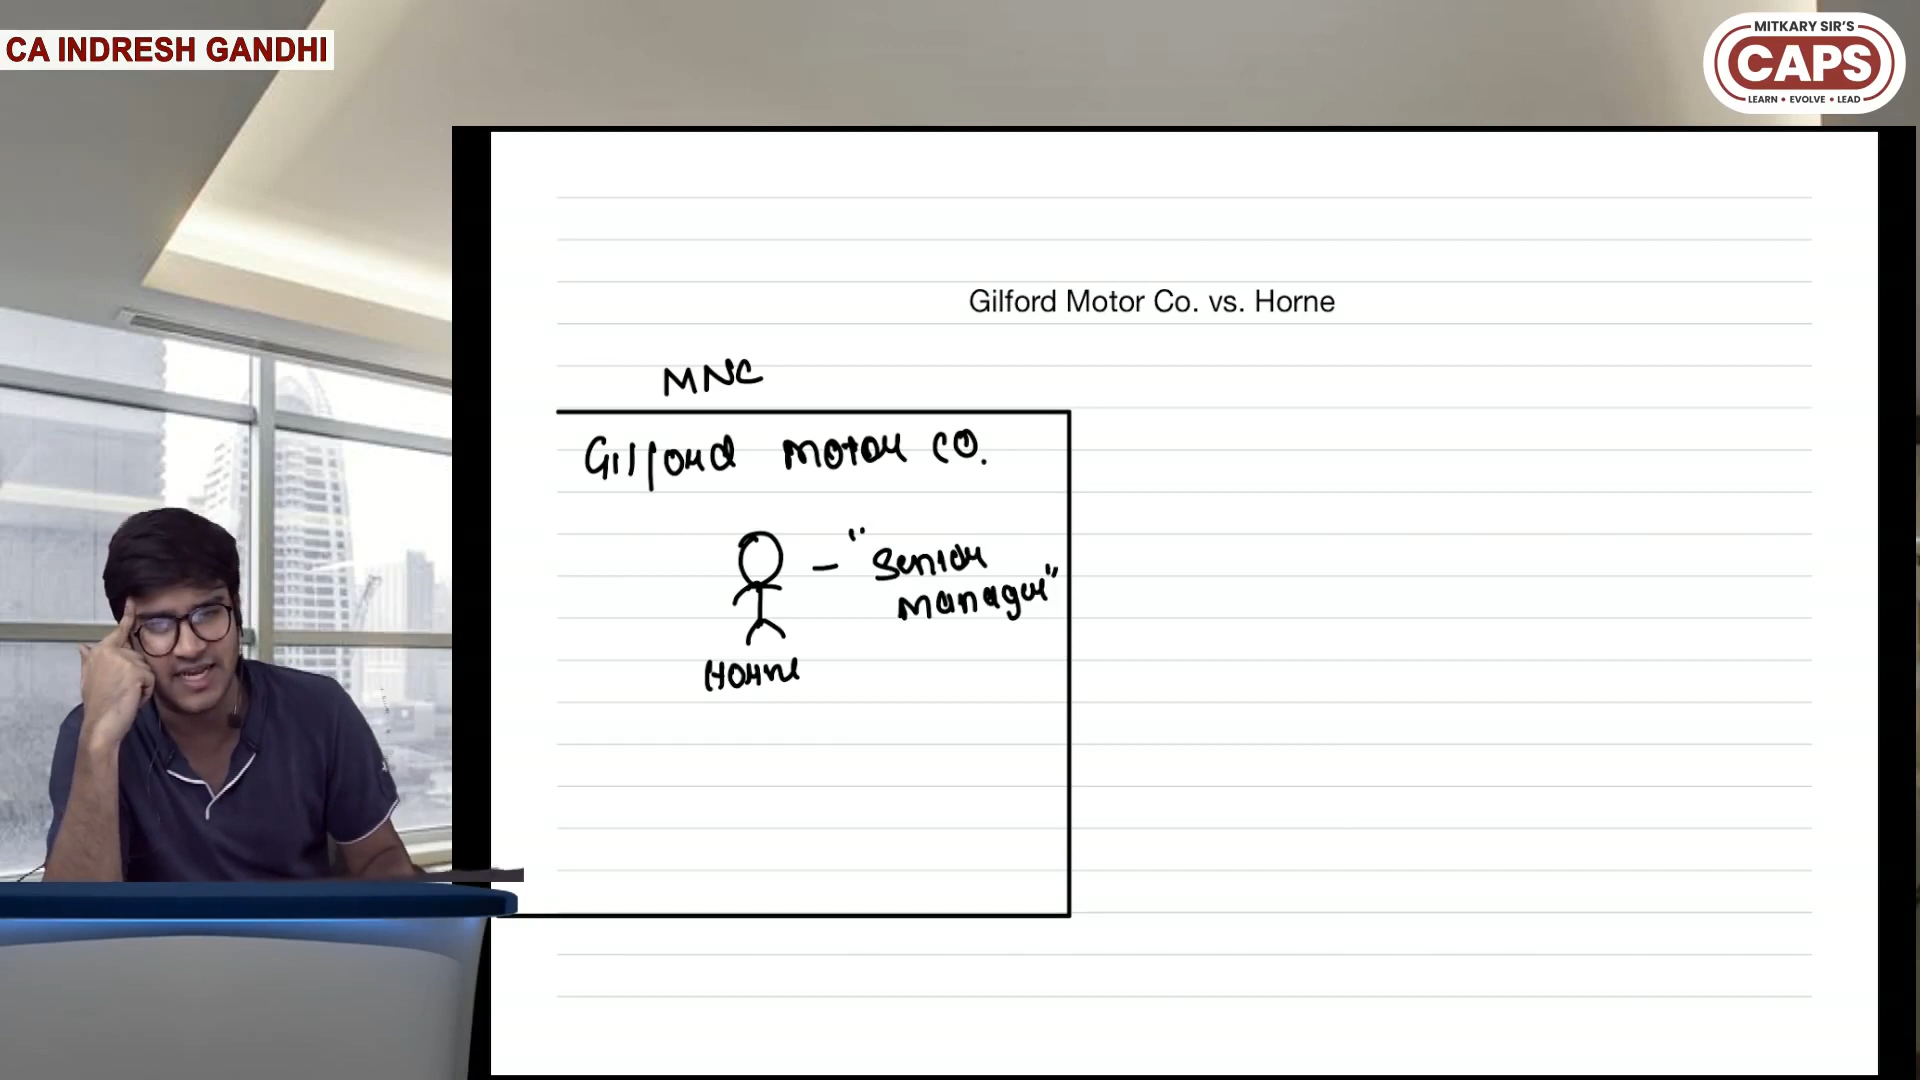 CA INDRESH GANDHI
MITKARY SIR'S
CAPS
LEARN • EVOLVE • LEAD
Gilford Motor Co. vs. Horne
MNC
Gilford Motor Co.
– "Senior
Manager"
Horne